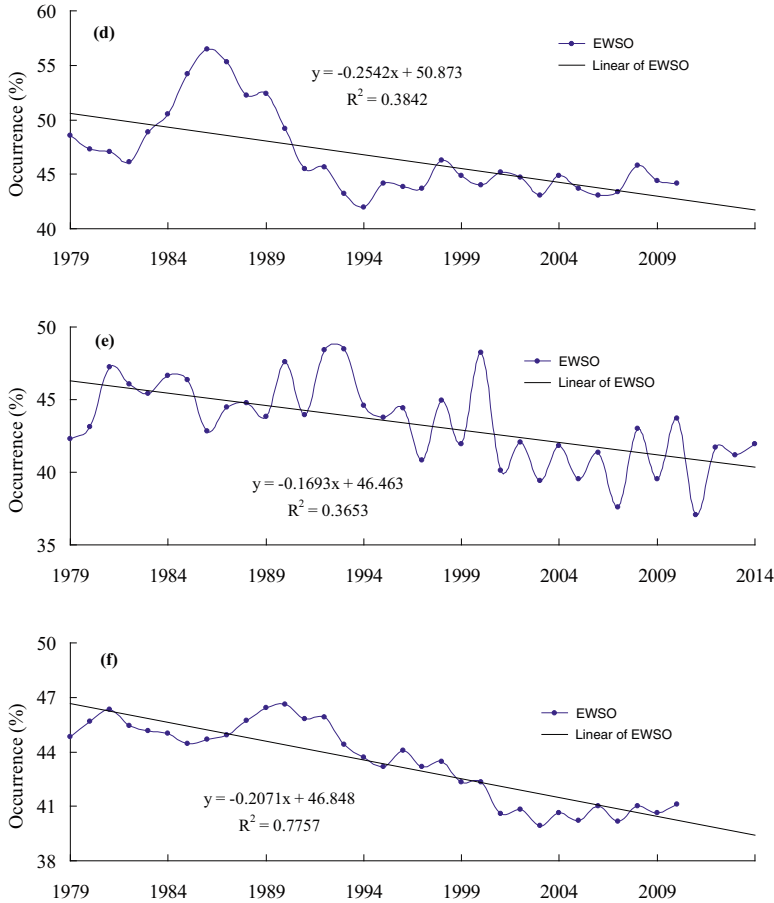 60
(d)
EWSO
55
y = -0.2542x + 50.873
Linear of EWSO
R² = 0.3842
50
Occurrence (%)
45
40
1979 1984 1989 1994 1999 2004 2009
50
(e)
EWSO
Linear of EWSO
45
Occurrence (%)
40
y = -0.1693x + 46.463
R² = 0.3653
35
1979 1984 1989 1994 1999 2004 2009 2014
50
(f)
47
EWSO
Linear of EWSO
44
Occurrence (%)
41
y = -0.2071x + 46.848
R² = 0.7757
38
1979 1984 1989 1994 1999 2004 2009